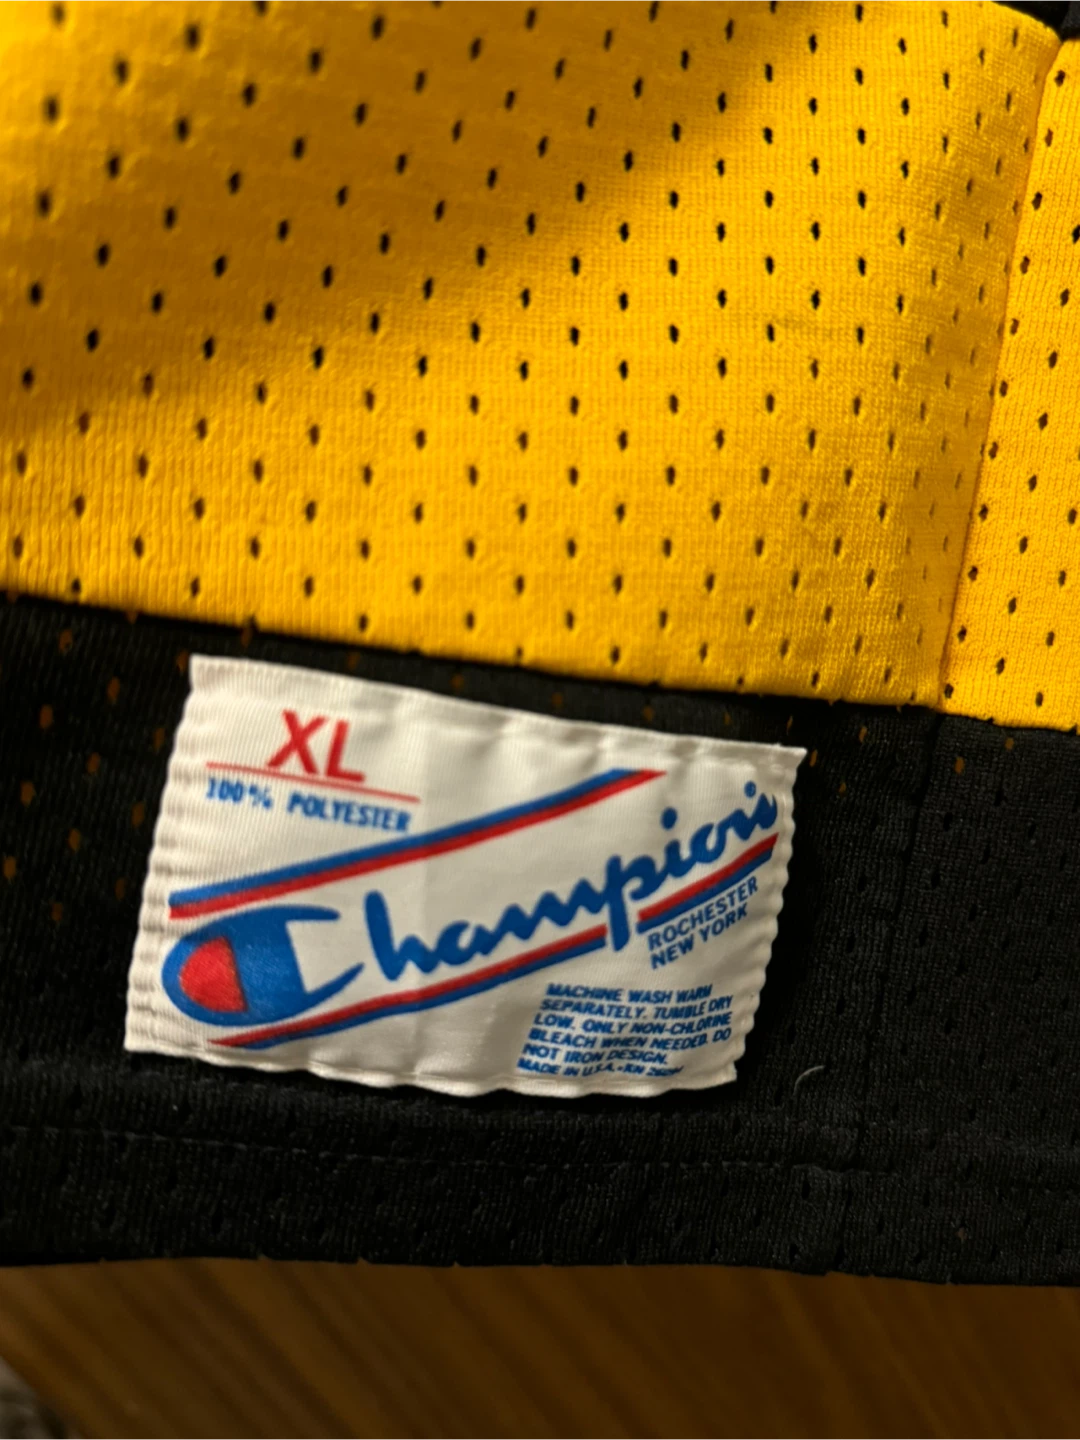 XL
100% POLYESTER
Champion®
ROCHESTER
NEW YORK
MACHINE WASH WARM
SEPARATELY. TUMBLE DRY
LOW. ONLY NON-CHLORINE
BLEACH WHEN NEEDED. DO
NOT IRON DESIGN.
MADE IN U.S.A.•RN